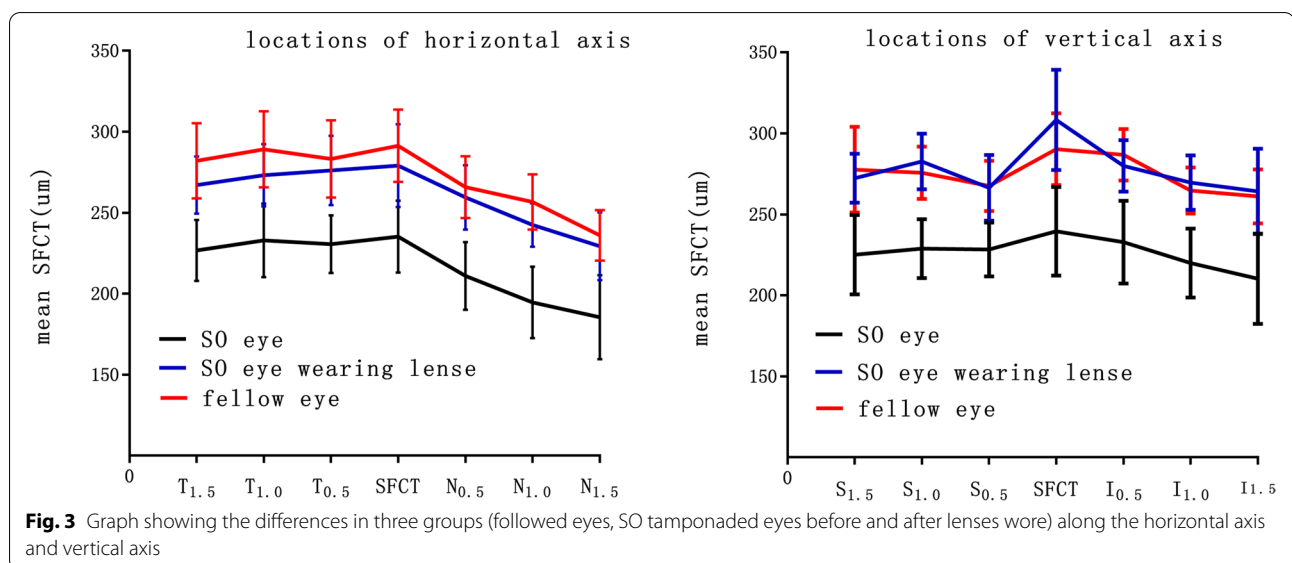 locations of horizontal axis
mean SFCT(um)
350
300
250
200
150
0
SO eye
SO eye wearing lense
fellow eye
T1.5 T1.0 T0.5 SFCT N0.5 N1.0 N1.5
locations of vertical axis
mean SFCT(um)
350
300
250
200
150
0
SO eye
SO eye wearing lense
fellow eye
S1.5 S1.0 S0.5 SFCT I0.5 I1.0 I1.5
Fig. 3 Graph showing the differences in three groups (followed eyes, SO tamponaded eyes before and after lenses wore) along the horizontal axis
and vertical axis